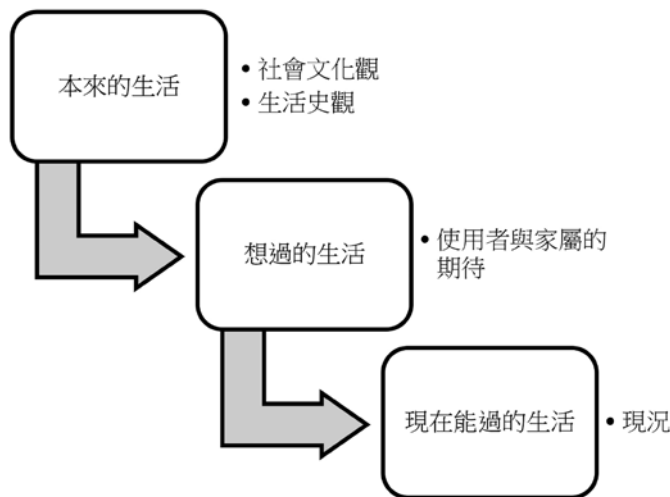 本來的生活
• 社會文化觀
• 生活史觀
想過的生活
• 使用者與家屬的
期待
現在能過的生活
• 現況